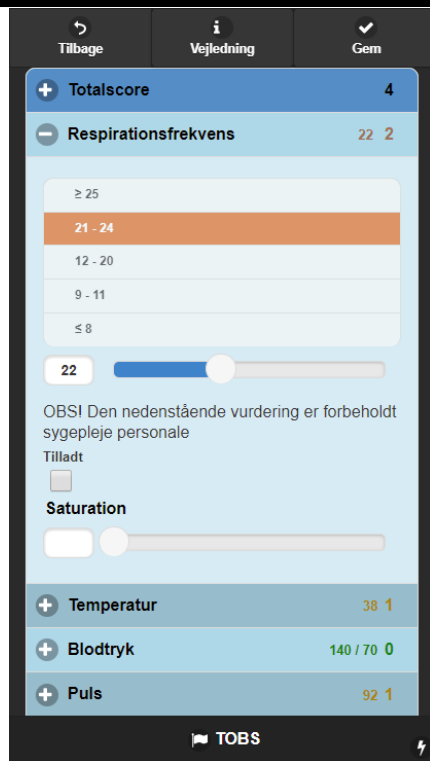 Tilbage
Vejledning
Gem
Totalscore 4
Respirationsfrekvens 22 2
≥ 25
21 - 24
12 - 20
9 - 11
≤ 8
22
OBS! Den nedenstående vurdering er forbeholdt
sygepleje personale
Tilladt
Saturation
Temperatur 38 1
Blodtryk 140 / 70 0
Puls 92 1
TOBS